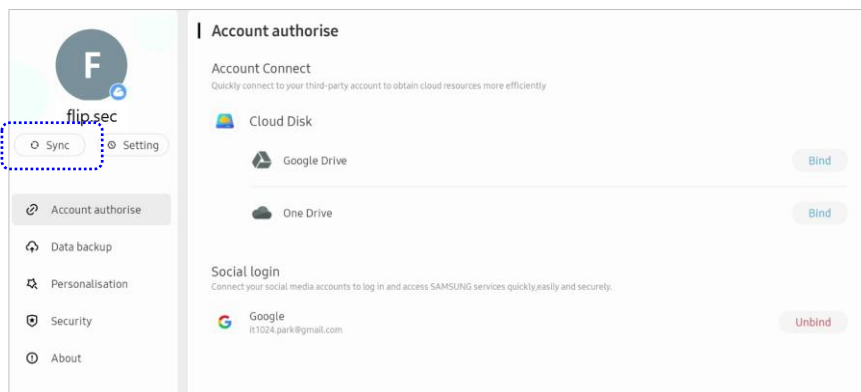 F
flip.sec
Sync
Setting
Account authorise
Data backup
Personalisation
Security
About
Account authorise
Account Connect
Quickly connect to your third-party account to obtain cloud resources more efficiently
Cloud Disk
Google Drive
Bind
One Drive
Bind
Social login
Connect your social media accounts to log in and access SAMSUNG services quickly,easily and securely.
Google
it1024.park@gmail.com
Unbind